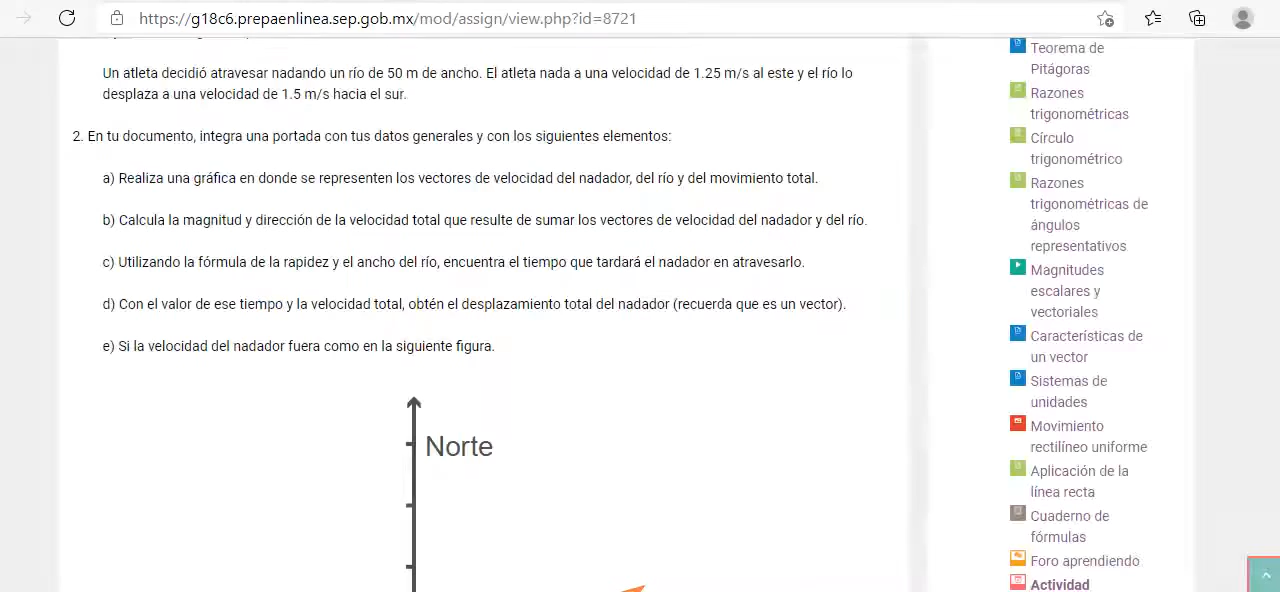 https://g18c6.prepaenlinea.sep.gob.mx/mod/assign/view.php?id=8721
Un atleta decidió atravesar nadando un río de 50 m de ancho. El atleta nada a una velocidad de 1.25 m/s al este y el río lo
desplaza a una velocidad de 1.5 m/s hacia el sur.
2. En tu documento, integra una portada con tus datos generales y con los siguientes elementos:
a) Realiza una gráfica en donde se representen los vectores de velocidad del nadador, del río y del movimiento total.
b) Calcula la magnitud y dirección de la velocidad total que resulte de sumar los vectores de velocidad del nadador y del río.
c) Utilizando la fórmula de la rapidez y el ancho del río, encuentra el tiempo que tardará el nadador en atravesarlo.
d) Con el valor de ese tiempo y la velocidad total, obtén el desplazamiento total del nadador (recuerda que es un vector).
e) Si la velocidad del nadador fuera como en la siguiente figura.
Norte
Teorema de
Pitágoras
Razones
trigonométricas
Círculo
trigonométrico
Razones
trigonométricas de
ángulos
representativos
Magnitudes
escalares y
vectoriales
Características de
un vector
Sistemas de
unidades
Movimiento
rectilíneo uniforme
Aplicación de la
línea recta
Cuaderno de
fórmulas
Foro aprendiendo
Actividad